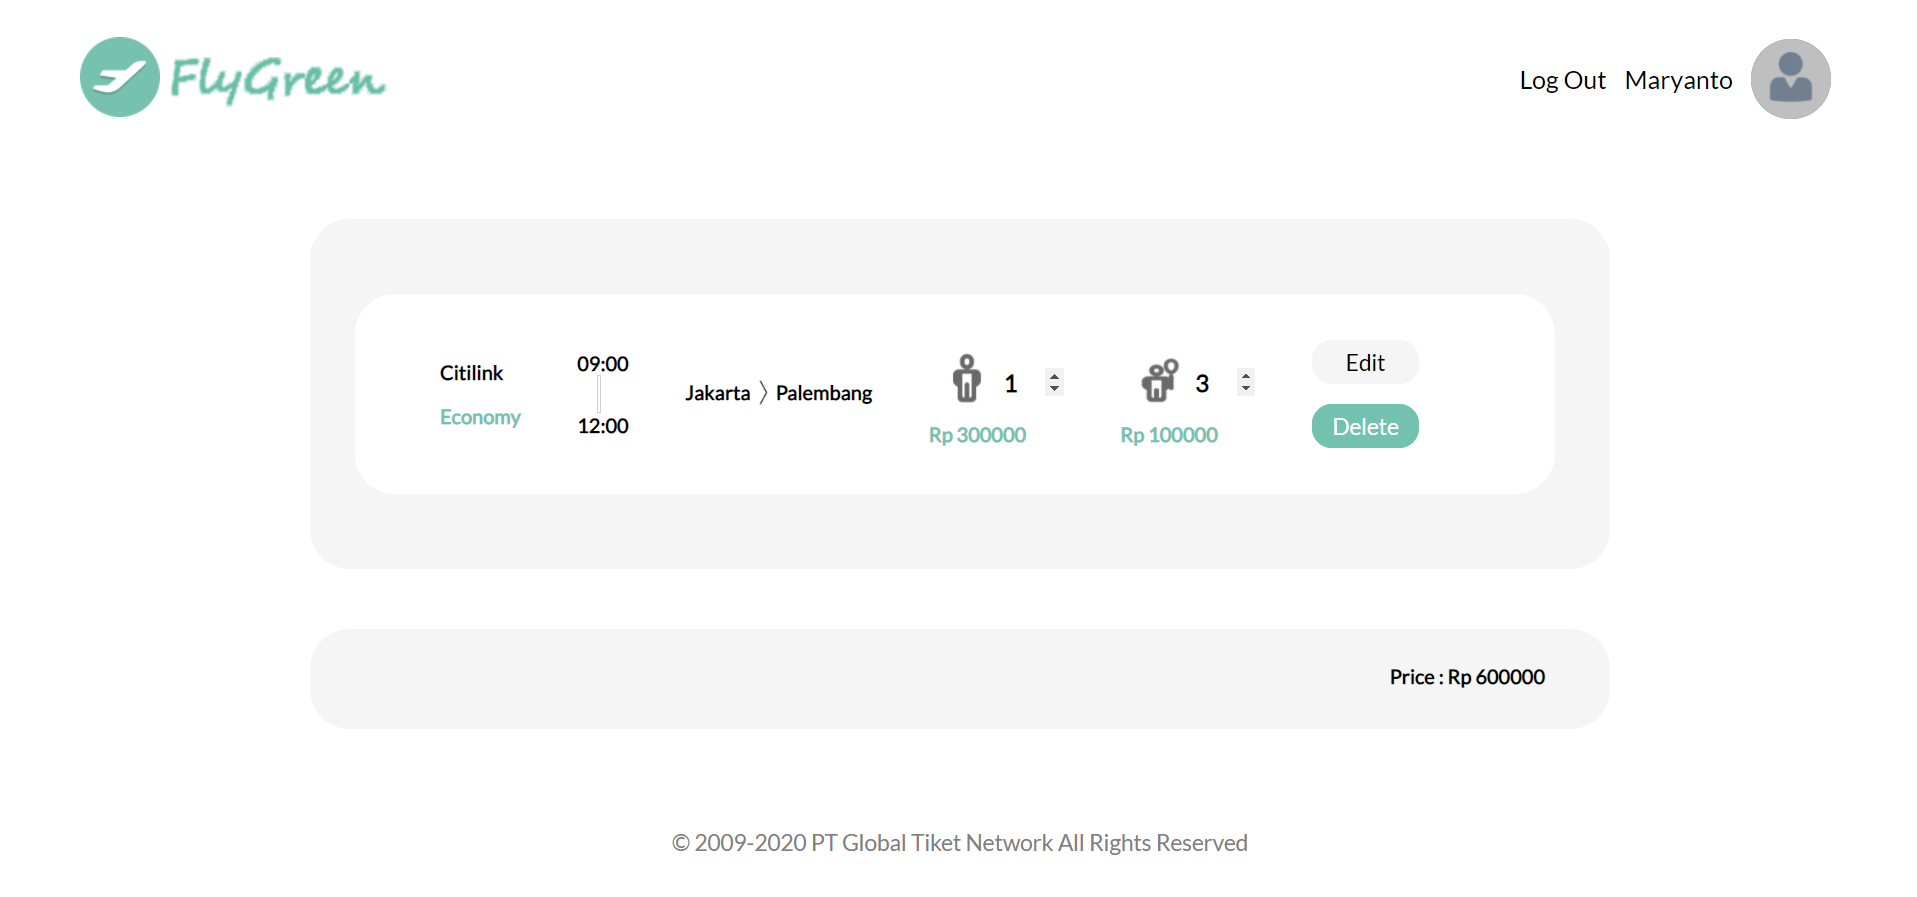 FlyGreen
Log Out Maryanto
Citilink
Economy
09:00
12:00
Jakarta 〉 Palembang
1
Rp 300000
3
Rp 100000
Edit
Delete
Price : Rp 600000
© 2009-2020 PT Global Tiket Network All Rights Reserved